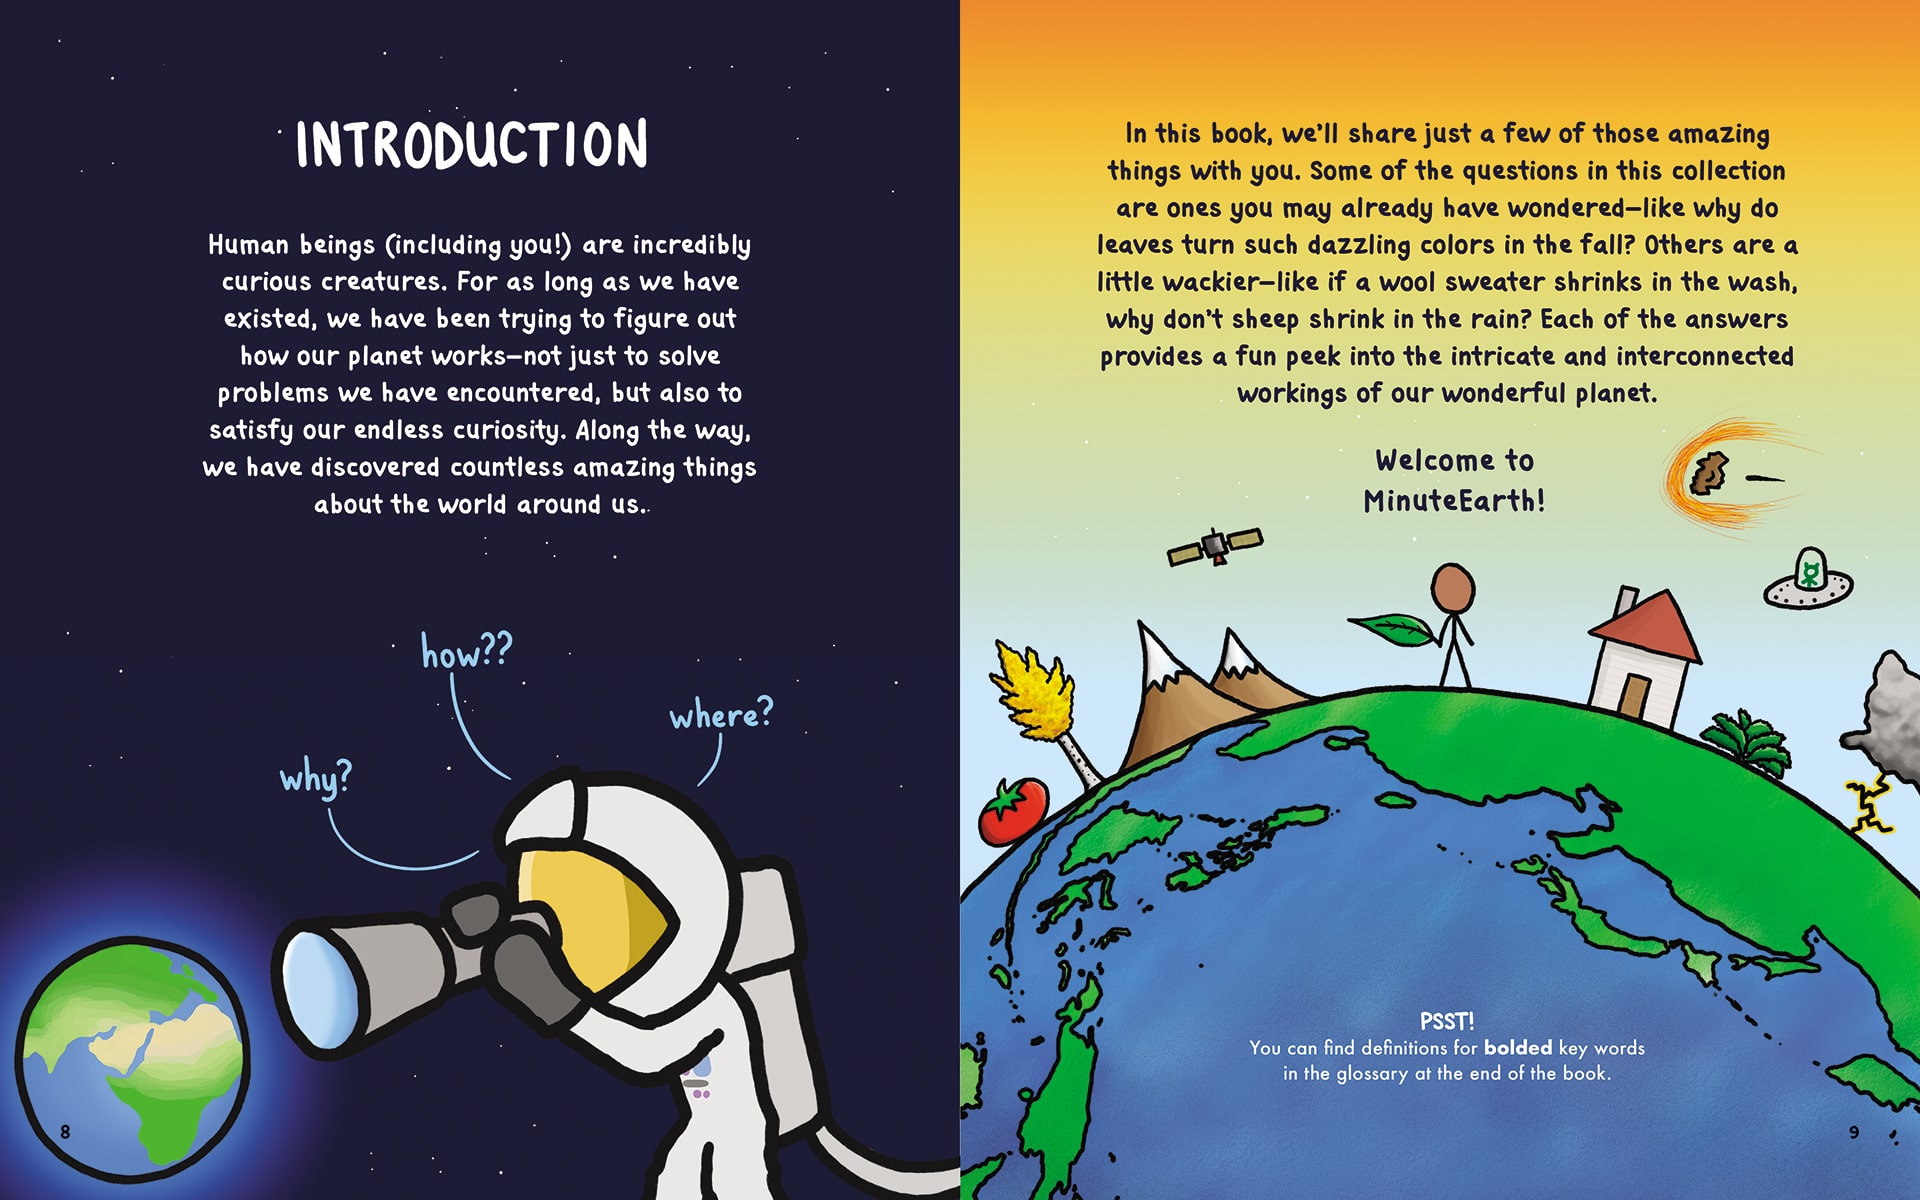 INTRODUCTION
Human beings (including you!) are incredibly
curious creatures. For as long as we have
existed, we have been trying to figure out
how our planet works—not just to solve
problems we have encountered, but also to
satisfy our endless curiosity. Along the way,
we have discovered countless amazing things
about the world around us.
how??
where?
why?
8
In this book, we'll share just a few of those amazing
things with you. Some of the questions in this collection
are ones you may already have wondered—like why do
leaves turn such dazzling colors in the fall? Others are a
little wackier—like if a wool sweater shrinks in the wash,
why don't sheep shrink in the rain? Each of the answers
provides a fun peek into the intricate and interconnected
workings of our wonderful planet.
Welcome to
MinuteEarth!
PSST!
You can find definitions for bolded key words
in the glossary at the end of the book.
9